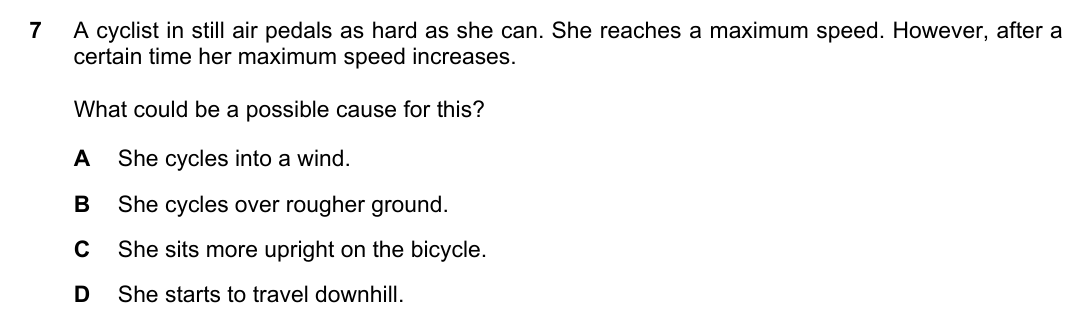 7 A cyclist in still air pedals as hard as she can. She reaches a maximum speed. However, after a
certain time her maximum speed increases.
What could be a possible cause for this?
A She cycles into a wind.
B She cycles over rougher ground.
C She sits more upright on the bicycle.
D She starts to travel downhill.